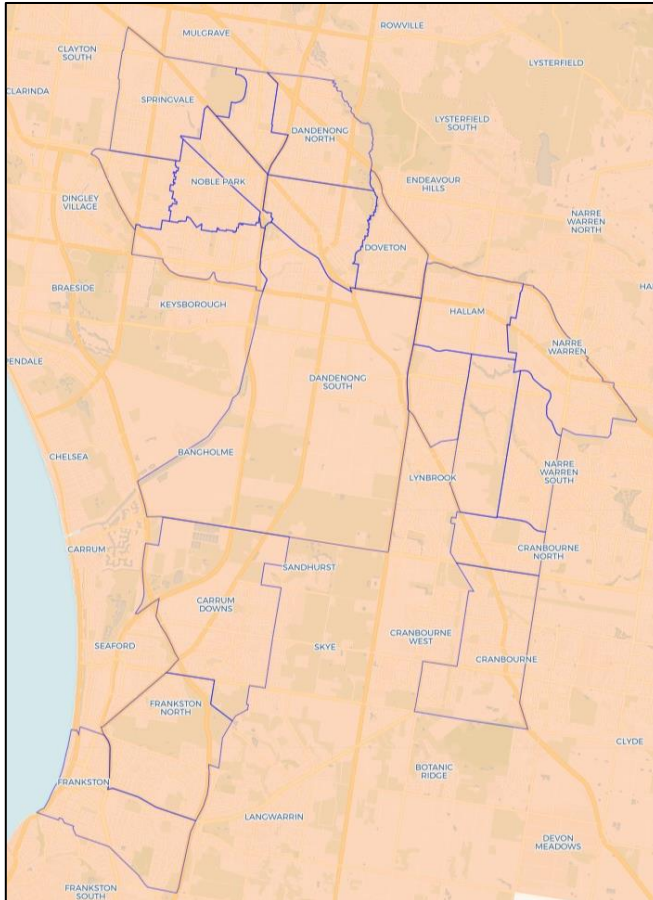 ROWVILLE
MULGRAVE
CLAYTON
SOUTH
LYSTERFIELD
CLARINDA
SPRINGVALE
LYSTERFIELD
SOUTH
DANDENONG
NORTH
NOBLE PARK
ENDEAVOUR
HILLS
DINGLEY
VILLAGE
NARRE
WARREN
NORTH
DOVETON
BRAESIDE
HA
KEYSBOROUGH
HALLAM
NARRE
WARREN
PENDALE
DANDENONG
SOUTH
CHELSEA
BANGHOLME
NARRE
WARREN
SOUTH
LYNBROOK
CARRUM
CRANBOURNE
NORTH
SANDHURST
CARRUM
DOWNS
CRANBOURNE
WEST
SEAFORD
SKYE
CRANBOURNE
FRANKSTON
NORTH
CLYDE
BOTANIC
RIDGE
FRANKSTON
LANGWARRIN
DEVON
MEADOWS
FRANKSTON
SOUTH